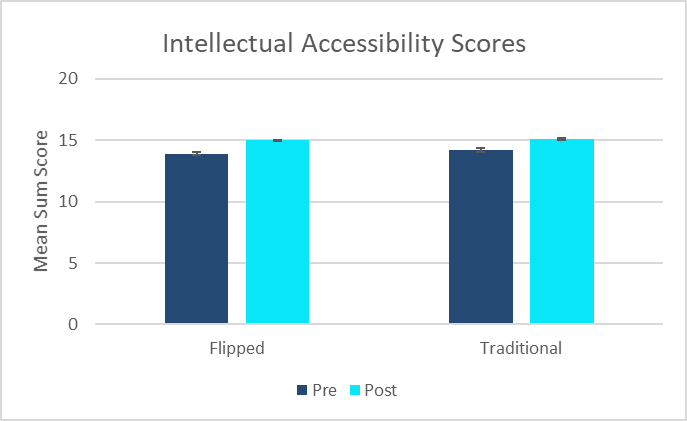 Intellectual Accessibility Scores
Mean Sum Score
20
15
10
5
0
Flipped Traditional
Pre Post